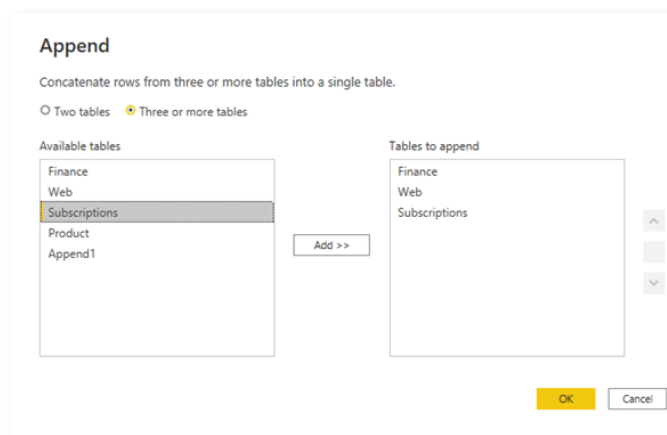 Append
Concatenate rows from three or more tables into a single table.
Two tables Three or more tables
Available tables
Finance
Web
Subscriptions
Product
Append1
Add >>
Tables to append
Finance
Web
Subscriptions
OK Cancel